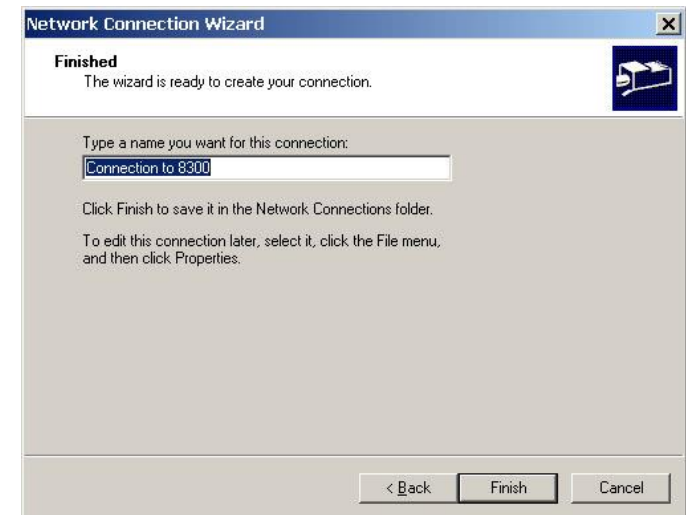 Network Connection Wizard
Finished
The wizard is ready to create your connection.
Type a name you want for this connection:
Connection to 8300
Click Finish to save it in the Network Connections folder.
To edit this connection later, select it, click the File menu,
and then click Properties.
< Back
Finish
Cancel